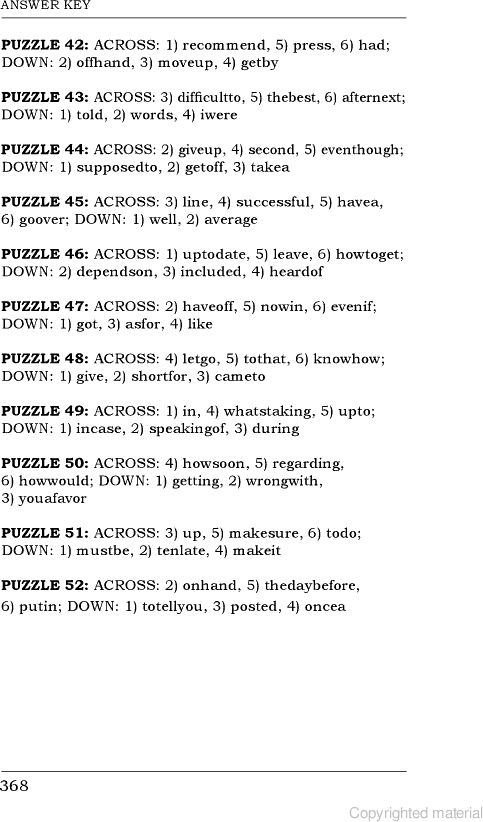 ANSWER KEY
PUZZLE 42: ACROSS: 1) recommend, 5) press, 6) had;
DOWN: 2) offhand, 3) moveup, 4) getby
PUZZLE 43: ACROSS: 3) difficultto, 5) thebest, 6) afternext;
DOWN: 1) told, 2) words, 4) iwere
PUZZLE 44: ACROSS: 2) giveup, 4) second, 5) eventhough;
DOWN: 1) supposedto, 2) getoff, 3) takea
PUZZLE 45: ACROSS: 3) line, 4) successful, 5) havea,
6) goover; DOWN: 1) well, 2) average
PUZZLE 46: ACROSS: 1) uptodate, 5) leave, 6) howtoget;
DOWN: 2) dependson, 3) included, 4) heardof
PUZZLE 47: ACROSS: 2) haveoff, 5) nowin, 6) evenif;
DOWN: 1) got, 3) asfor, 4) like
PUZZLE 48: ACROSS: 4) letgo, 5) tothat, 6) knowhow;
DOWN: 1) give, 2) shortfor, 3) cameto
PUZZLE 49: ACROSS: 1) in, 4) whatstaking, 5) upto;
DOWN: 1) incase, 2) speakingof, 3) during
PUZZLE 50: ACROSS: 4) howsoon, 5) regarding,
6) howwould; DOWN: 1) getting, 2) wrongwith,
3) youafavor
PUZZLE 51: ACROSS: 3) up, 5) makesure, 6) todo;
DOWN: 1) mustbe, 2) tenlate, 4) makeit
PUZZLE 52: ACROSS: 2) onhand, 5) thedaybefore,
6) putin; DOWN: 1) totellyou, 3) posted, 4) oncea
368
Copyrighted material